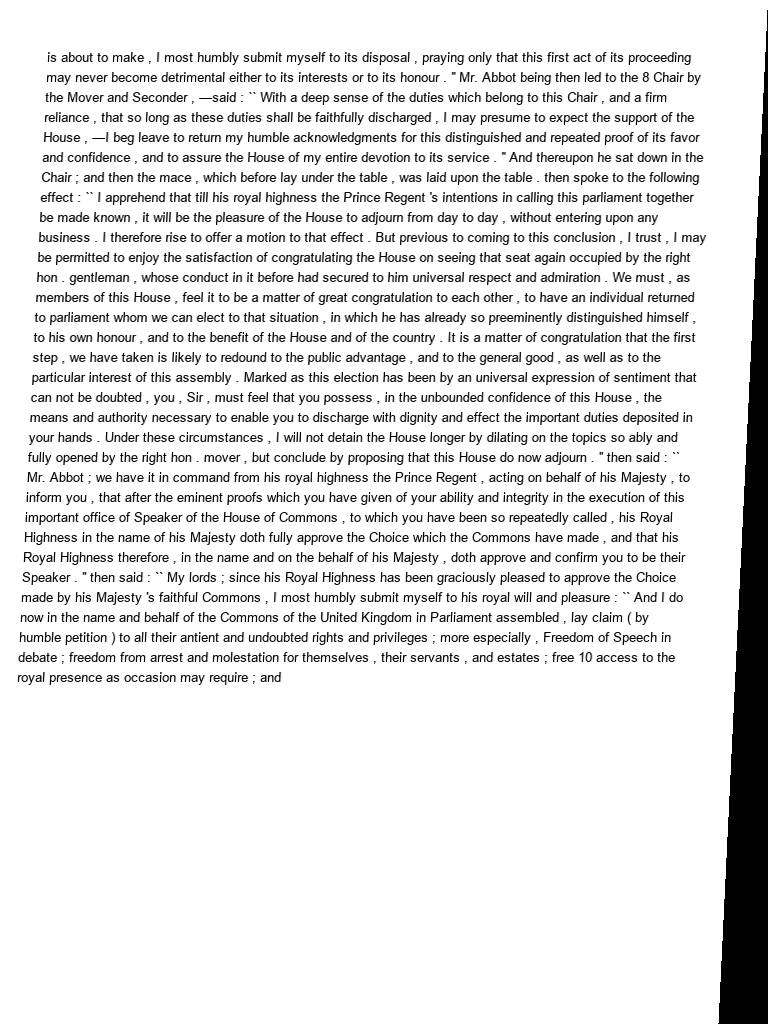 is about to make , I most humbly submit myself to its disposal , praying only that this first act of its proceeding
may never become detrimental either to its interests or to its honour . " Mr. Abbot being then led to the 8 Chair by
the Mover and Seconder , —said : `` With a deep sense of the duties which belong to this Chair , and a firm
reliance , that so long as these duties shall be faithfully discharged , I may presume to expect the support of the
House , —I beg leave to return my humble acknowledgments for this distinguished and repeated proof of its favor
and confidence , and to assure the House of my entire devotion to its service . " And thereupon he sat down in the
Chair ; and then the mace , which before lay under the table , was laid upon the table . then spoke to the following
effect : `` I apprehend that till his royal highness the Prince Regent 's intentions in calling this parliament together
be made known , it will be the pleasure of the House to adjourn from day to day , without entering upon any
business . I therefore rise to offer a motion to that effect . But previous to coming to this conclusion , I trust , I may
be permitted to enjoy the satisfaction of congratulating the House on seeing that seat again occupied by the right
hon . gentleman , whose conduct in it before had secured to him universal respect and admiration . We must , as
members of this House , feel it to be a matter of great congratulation to each other , to have an individual returned
to parliament whom we can elect to that situation , in which he has already so preeminently distinguished himself ,
to his own honour , and to the benefit of the House and of the country . It is a matter of congratulation that the first
step , we have taken is likely to redound to the public advantage , and to the general good , as well as to the
particular interest of this assembly . Marked as this election has been by an universal expression of sentiment that
can not be doubted , you , Sir , must feel that you possess , in the unbounded confidence of this House , the
means and authority necessary to enable you to discharge with dignity and effect the important duties deposited in
your hands . Under these circumstances , I will not detain the House longer by dilating on the topics so ably and
fully opened by the right hon . mover , but conclude by proposing that this House do now adjourn . " then said : ``
Mr. Abbot ; we have it in command from his royal highness the Prince Regent , acting on behalf of his Majesty , to
inform you , that after the eminent proofs which you have given of your ability and integrity in the execution of this
important office of Speaker of the House of Commons , to which you have been so repeatedly called , his Royal
Highness in the name of his Majesty doth fully approve the Choice which the Commons have made , and that his
Royal Highness therefore , in the name and on the behalf of his Majesty , doth approve and confirm you to be their
Speaker . " then said : `` My lords ; since his Royal Highness has been graciously pleased to approve the Choice
made by his Majesty 's faithful Commons , I most humbly submit myself to his royal will and pleasure : `` And I do
now in the name and behalf of the Commons of the United Kingdom in Parliament assembled , lay claim ( by
humble petition ) to all their antient and undoubted rights and privileges ; more especially , Freedom of Speech in
debate ; freedom from arrest and molestation for themselves , their servants , and estates ; free 10 access to the
royal presence as occasion may require ; and